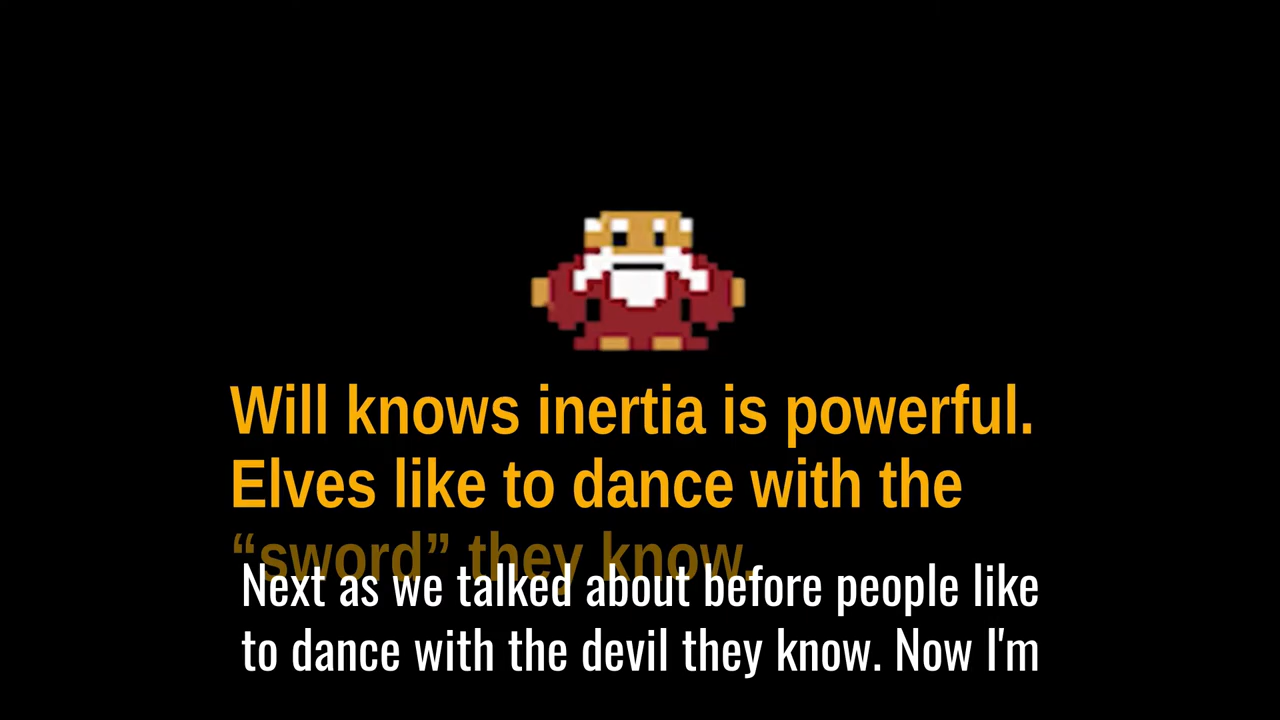 Will knows inertia is powerful.
Elves like to dance with the
“sword” they know.
Next as we talked about before people like
to dance with the devil they know. Now I'm